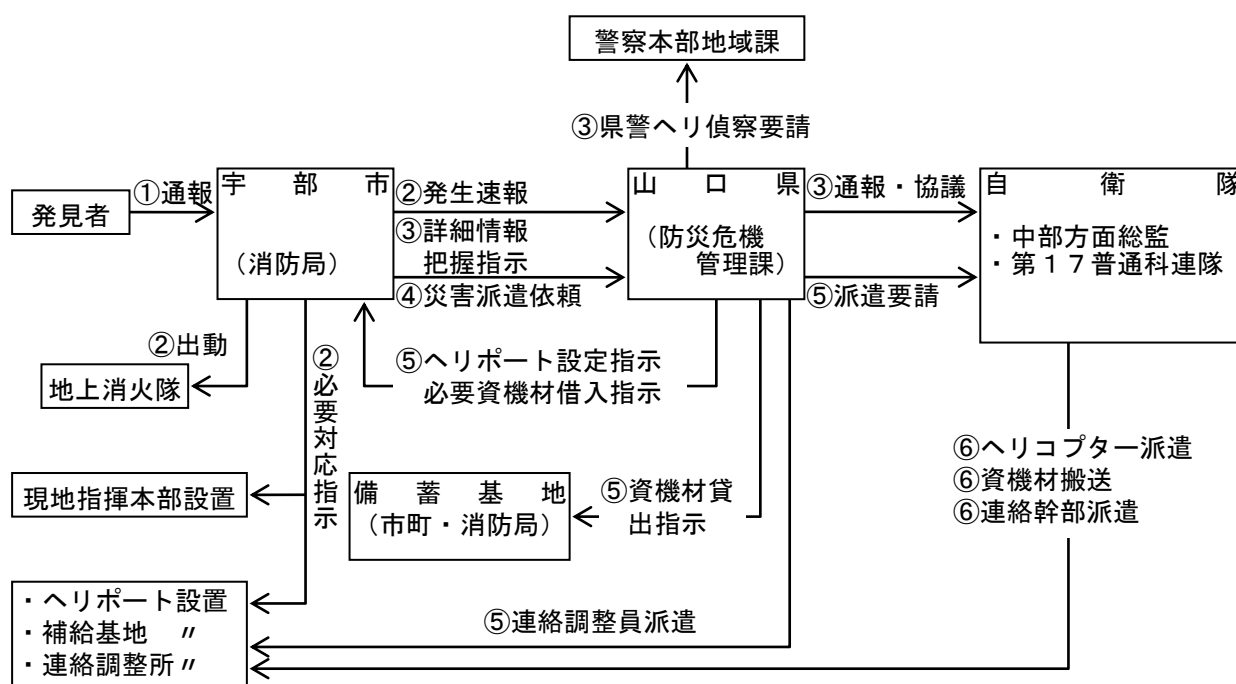 警察本部地域課
③県警ヘリ偵察要請
発見者
①通報
宇部市
(消防局)
②発生速報
③詳細情報
把握指示
④災害派遣依頼
山口県
(防災危機
管理課)
③通報・協議
⑤派遣要請
自衛隊
・中部方面総監
・第17普通科連隊
②出動
地上消火隊
②必要対応指示
⑤ヘリポート設定指示
必要資機材借入指示
現地指揮本部設置
備蓄基地
(市町・消防局)
⑤資機材貸
出指示
⑥ヘリコプター派遣
⑥資機材搬送
⑥連絡幹部派遣
・ヘリポート設置
・補給基地 〃
・連絡調整所〃
⑤連絡調整員派遣